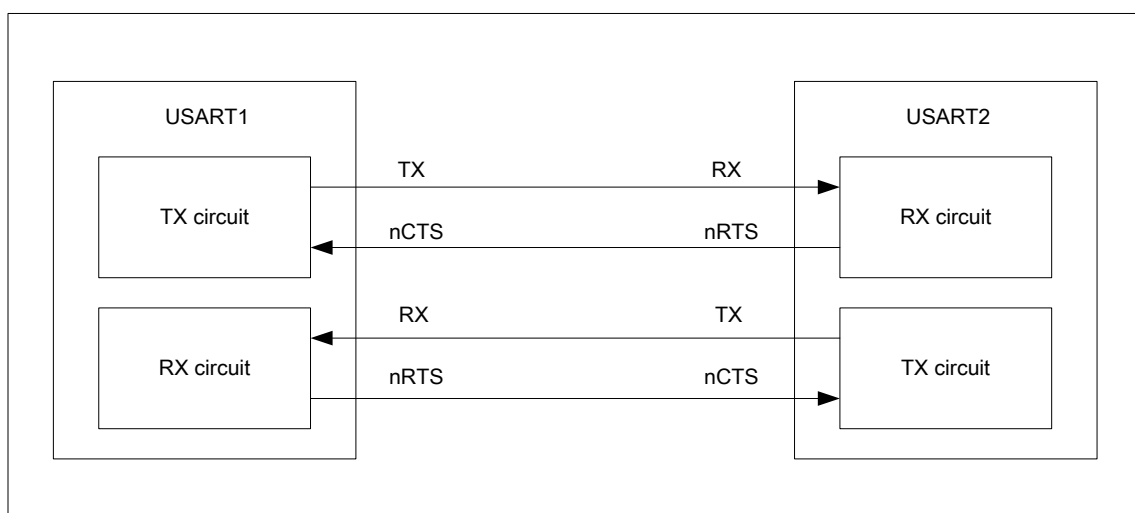 USART1
USART2
TX circuit
TX
RX
nCTS
nRTS
RX circuit
RX circuit
RX
TX
nRTS
nCTS
TX circuit